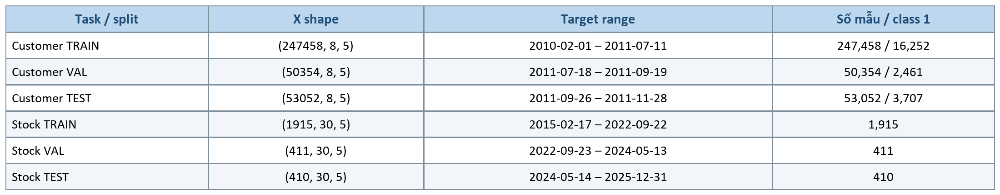 Task / split X shape Target range Số mẫu / class 1
Customer TRAIN (247458, 8, 5) 2010-02-01 – 2011-07-11 247,458 / 16,252
Customer VAL (50354, 8, 5) 2011-07-18 – 2011-09-19 50,354 / 2,461
Customer TEST (53052, 8, 5) 2011-09-26 – 2011-11-28 53,052 / 3,707
Stock TRAIN (1915, 30, 5) 2015-02-17 – 2022-09-22 1,915
Stock VAL (411, 30, 5) 2022-09-23 – 2024-05-13 411
Stock TEST (410, 30, 5) 2024-05-14 – 2025-12-31 410